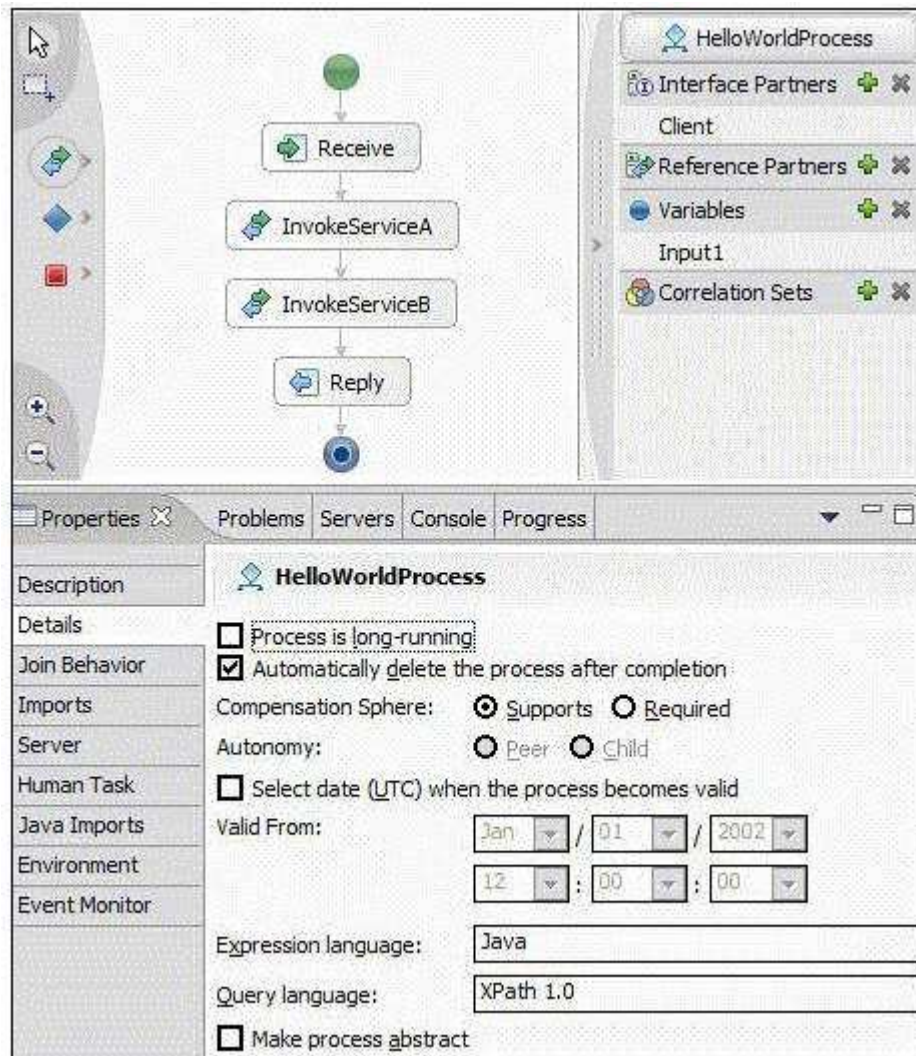 HelloWorldProcess
Interface Partners
Client
Reference Partners
Variables
Input1
Correlation Sets
Receive
InvokeServiceA
InvokeServiceB
Reply
Properties Problems Servers Console Progress
Description
Details
Join Behavior
Imports
Server
Human Task
Java Imports
Environment
Event Monitor
HelloWorldProcess
Process is long-running
Automatically delete the process after completion
Compensation Sphere: Supports Required
Autonomy: Peer Child
Select date (UTC) when the process becomes valid
Valid From: Jan / 01 / 2002
12 : 00 : 00
Expression language: Java
Query language: XPath 1.0
Make process abstract